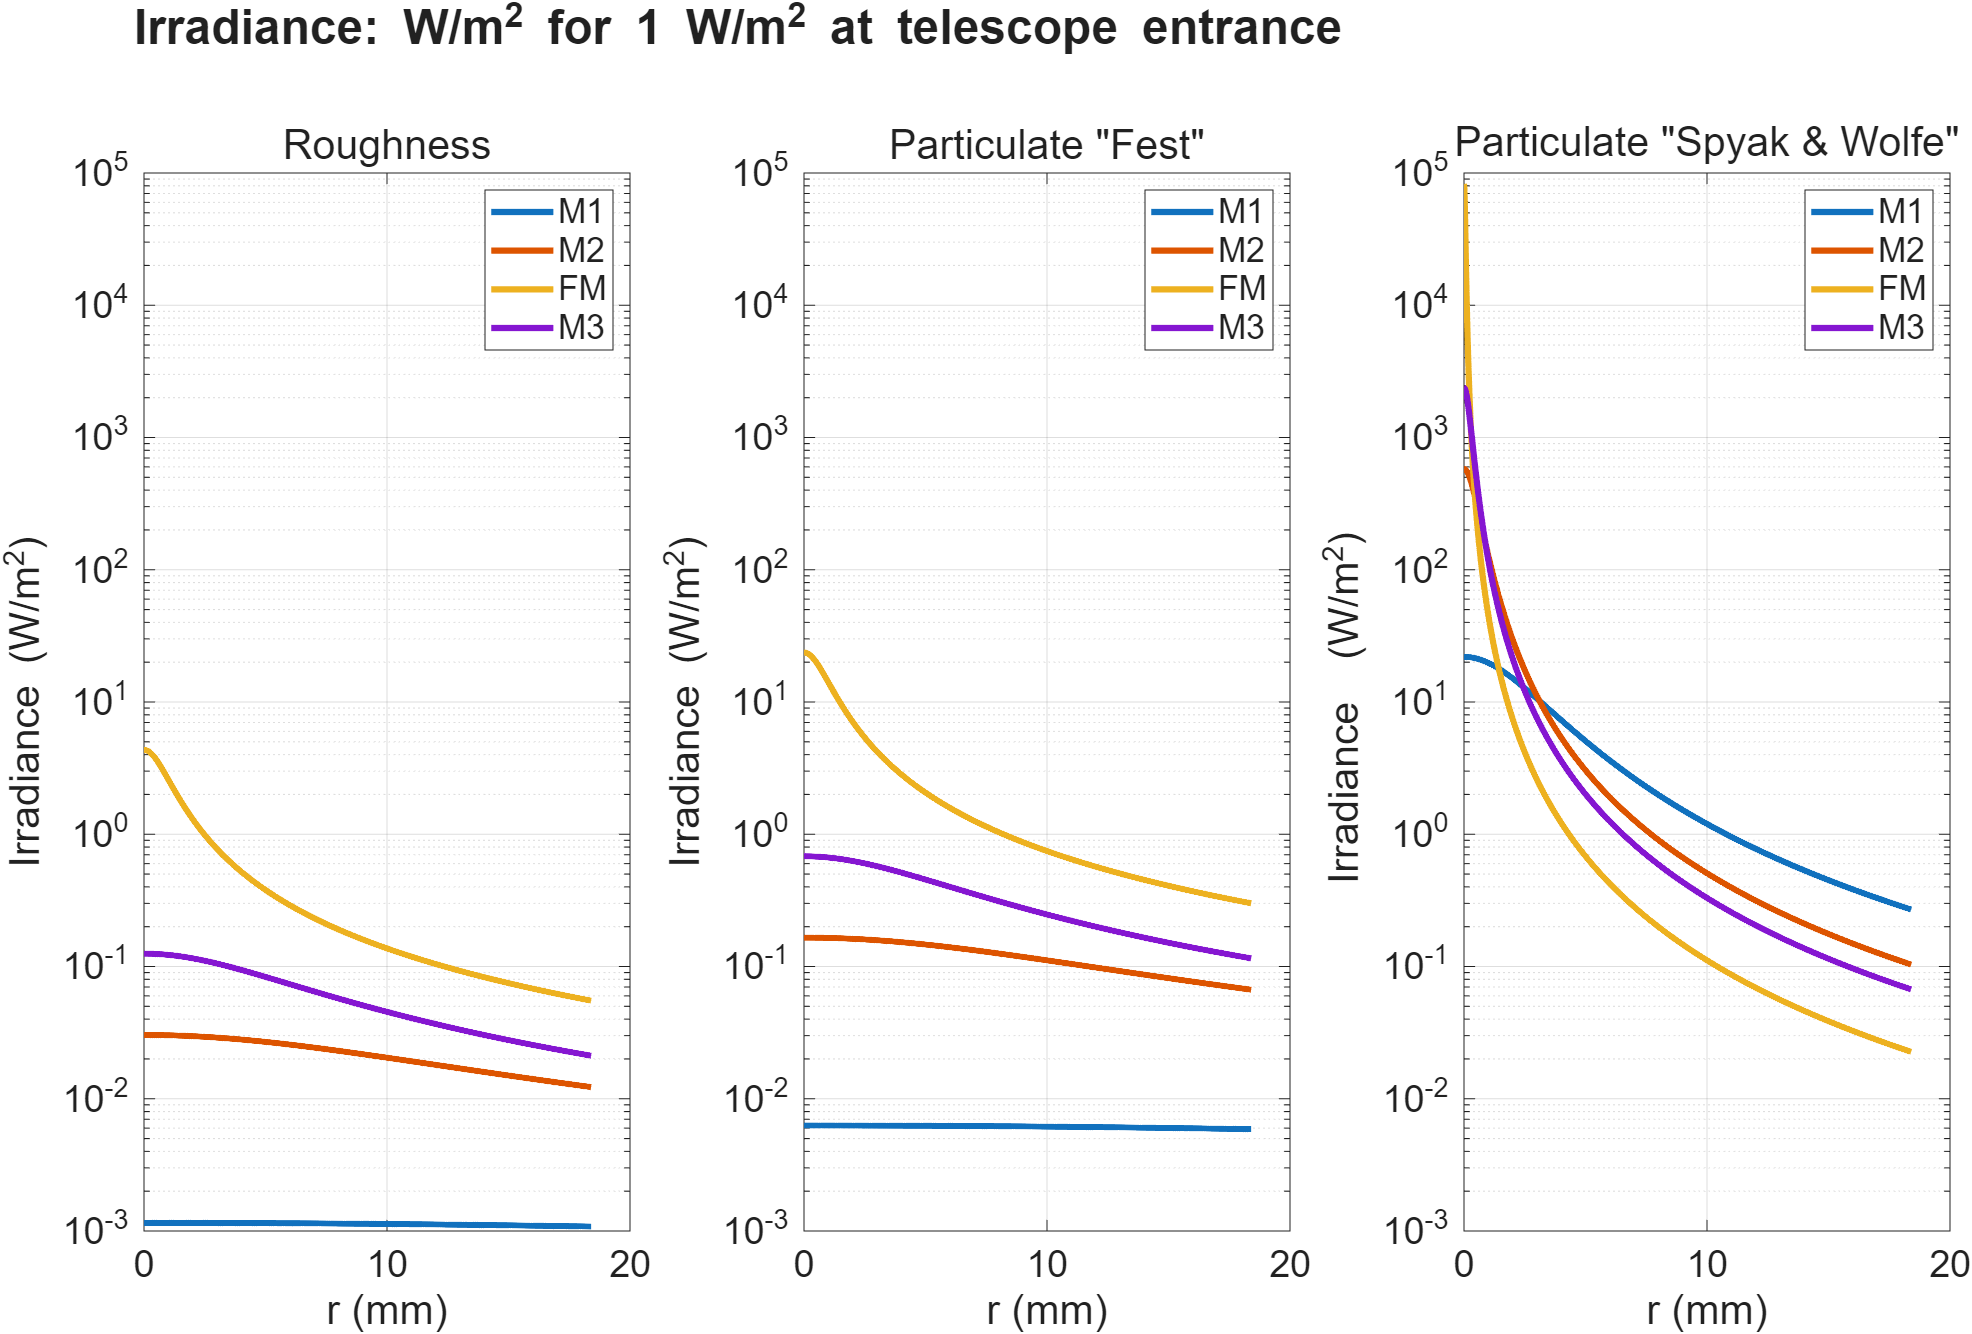 Irradiance: W/m² for 1 W/m² at telescope entrance
Roughness
10⁵
10⁴
10³
10²
10¹
10⁰
10⁻¹
10⁻²
10⁻³
0 10 20
r (mm)
Irradiance (W/m²)
M1
M2
FM
M3
Particulate "Fest"
10⁵
10⁴
10³
10²
10¹
10⁰
10⁻¹
10⁻²
10⁻³
0 10 20
r (mm)
Irradiance (W/m²)
M1
M2
FM
M3
Particulate "Spyak & Wolfe"
10⁵
10⁴
10³
10²
10¹
10⁰
10⁻¹
10⁻²
10⁻³
0 10 20
r (mm)
Irradiance (W/m²)
M1
M2
FM
M3